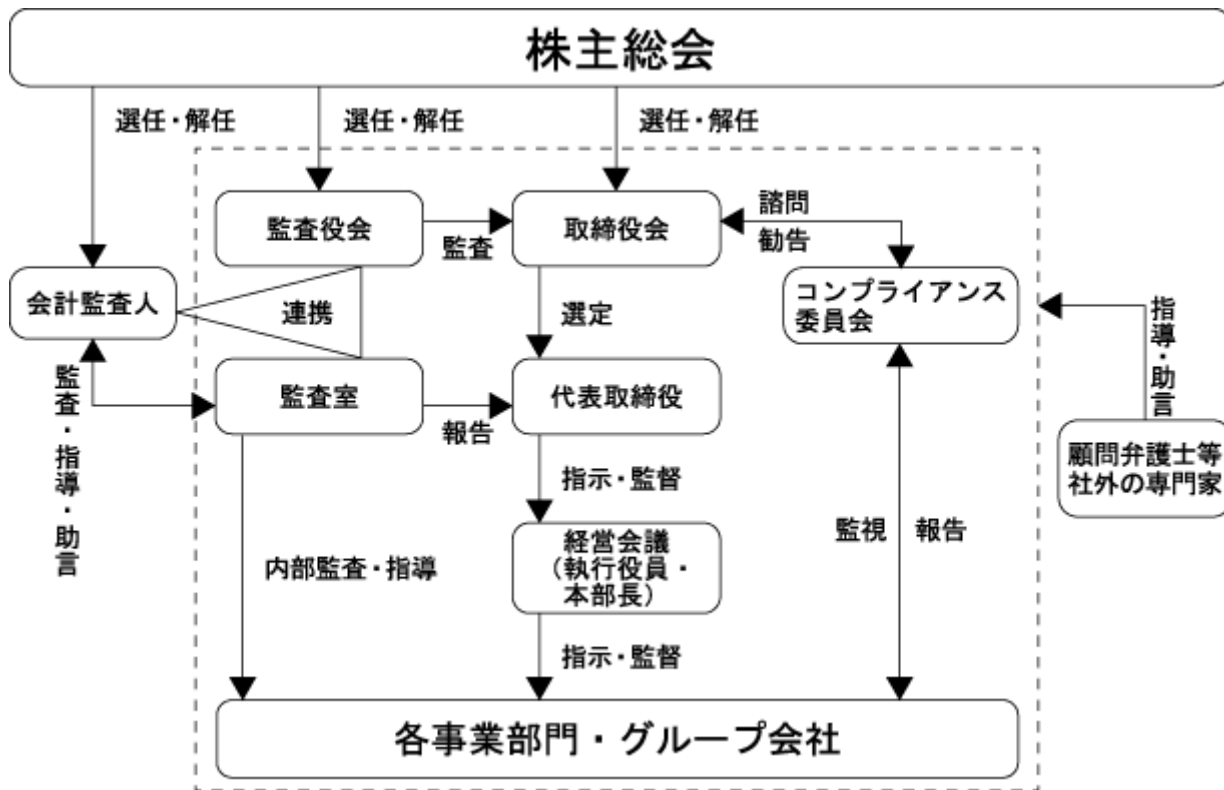 株主総会
選任・解任
選任・解任
選任・解任
監査役会
監査
取締役会
諮問
勧告
会計監査人
連携
選定
コンプライアンス
委員会
指導・助言
監査・指導・助言
監査室
報告
代表取締役
顧問弁護士等
社外の専門家
指示・監督
内部監査・指導
経営会議
(執行役員・
本部長)
監視
報告
指示・監督
各事業部門・グループ会社